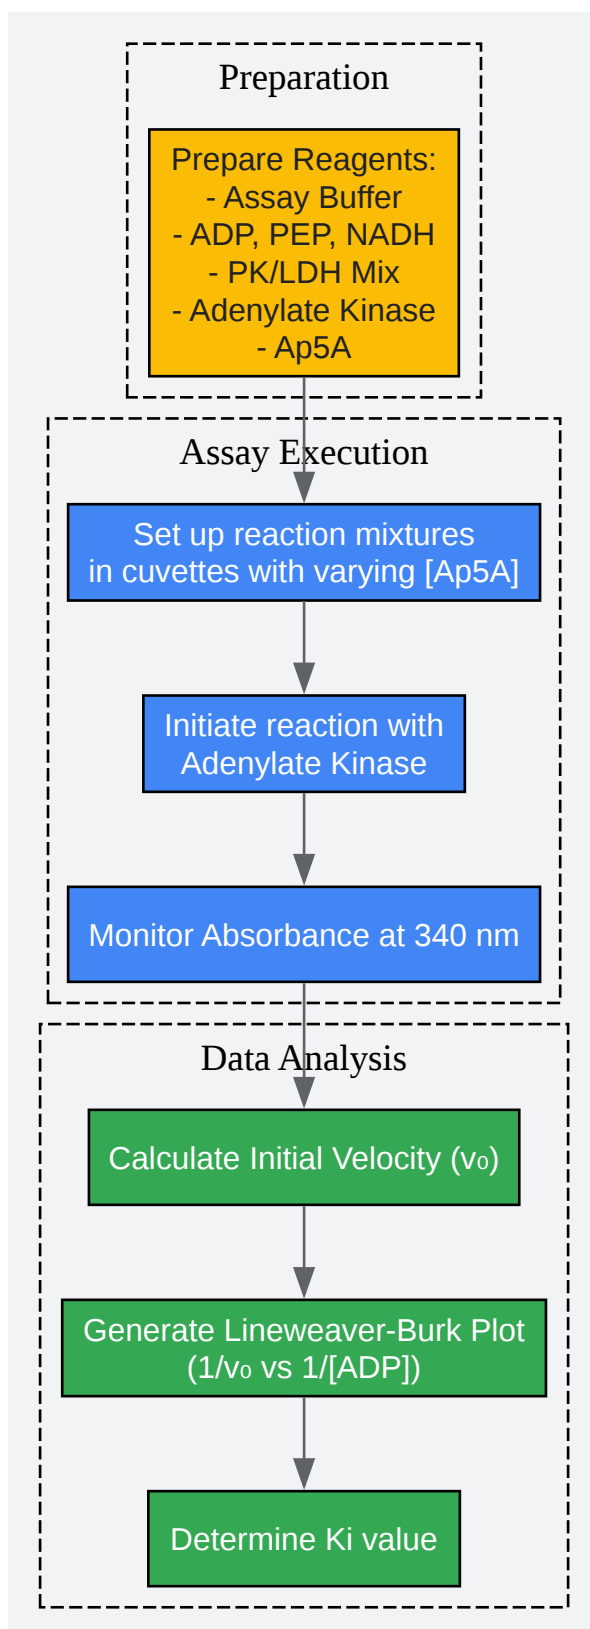 Preparation
Prepare Reagents:
- Assay Buffer
- ADP, PEP, NADH
- PK/LDH Mix
- Adenylate Kinase
- Ap5A
Assay Execution
Set up reaction mixtures
in cuvettes with varying [Ap5A]
Initiate reaction with
Adenylate Kinase
Monitor Absorbance at 340 nm
Data Analysis
Calculate Initial Velocity (v₀)
Generate Lineweaver-Burk Plot
(1/v₀ vs 1/[ADP])
Determine Ki value